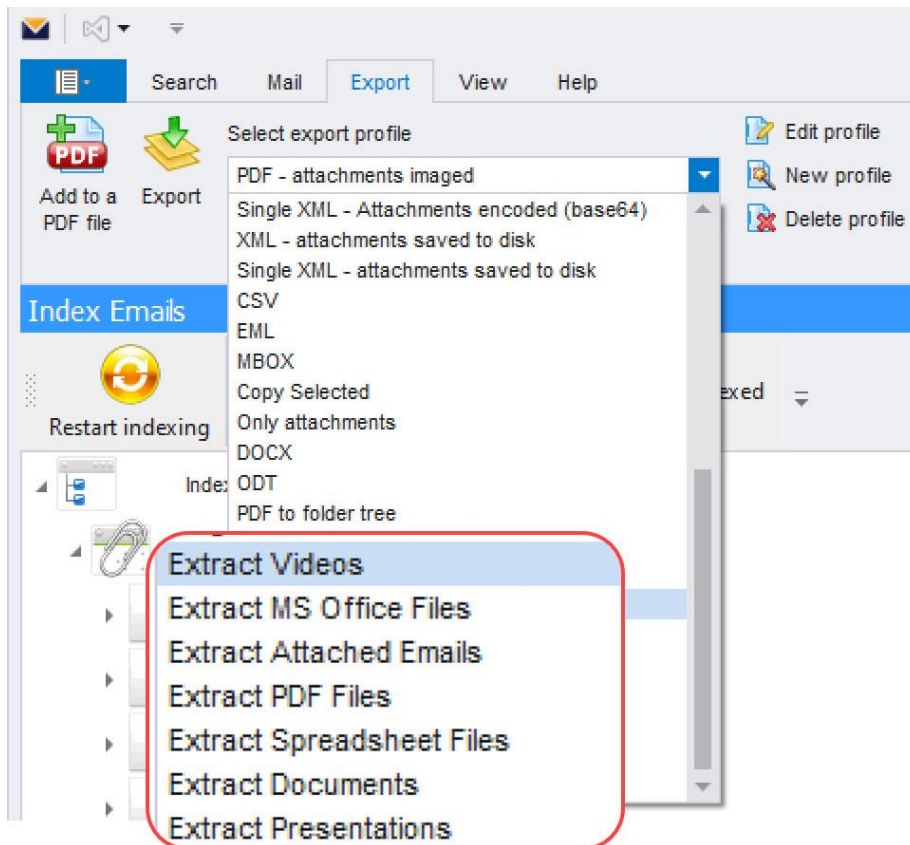 Search Mail Export View Help
PDF
Add to a
PDF file
Export
Select export profile
PDF - attachments imaged
Edit profile
New profile
Delete profile
Single XML - Attachments encoded (base64)
XML - attachments saved to disk
Single XML - attachments saved to disk
CSV
EML
MBOX
Copy Selected
Only attachments
DOCX
ODT
PDF to folder tree
Index Emails
Restart indexing
Extract Videos
Extract MS Office Files
Extract Attached Emails
Extract PDF Files
Extract Spreadsheet Files
Extract Documents
Extract Presentations